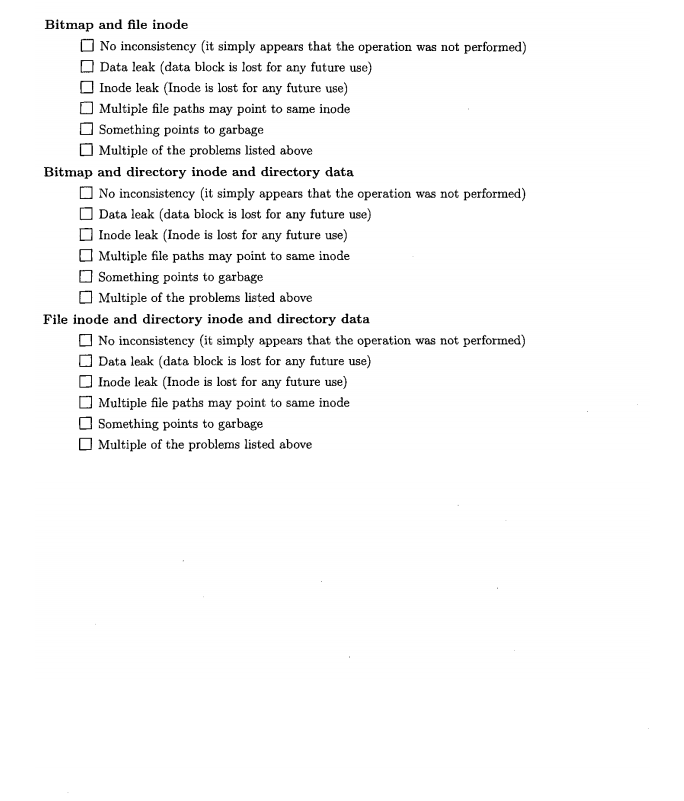 Bitmap and file inode
☐ No inconsistency (it simply appears that the operation was not performed)
☐ Data leak (data block is lost for any future use)
☐ Inode leak (Inode is lost for any future use)
☐ Multiple file paths may point to same inode
☐ Something points to garbage
☐ Multiple of the problems listed above
Bitmap and directory inode and directory data
☐ No inconsistency (it simply appears that the operation was not performed)
☐ Data leak (data block is lost for any future use)
☐ Inode leak (Inode is lost for any future use)
☐ Multiple file paths may point to same inode
☐ Something points to garbage
☐ Multiple of the problems listed above
File inode and directory inode and directory data
☐ No inconsistency (it simply appears that the operation was not performed)
☐ Data leak (data block is lost for any future use)
☐ Inode leak (Inode is lost for any future use)
☐ Multiple file paths may point to same inode
☐ Something points to garbage
☐ Multiple of the problems listed above